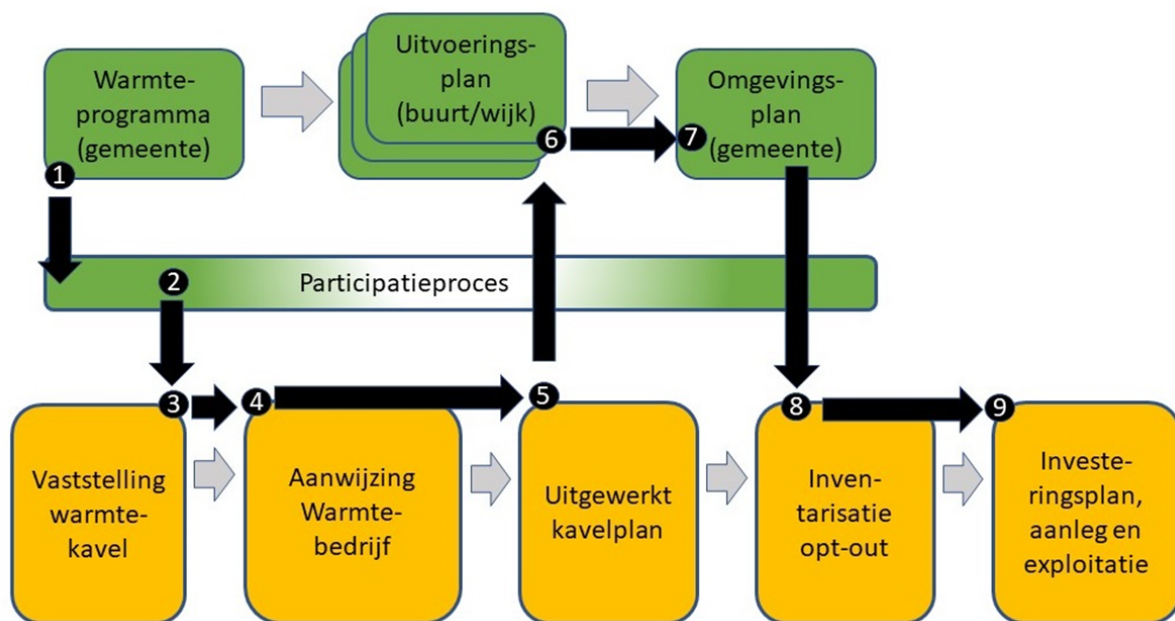 Warmte-
programma
(gemeente)
1
Uitvoerings-
plan
(buurt/wijk)
6
Omgevings-
plan
(gemeente)
7
2
Participatieproces
3
Vaststelling
warmte-
kavel
4
Aanwijzing
Warmte-
bedrijf
5
Uitgewerkt
kavelplan
8
Inven-
tarisatie
opt-out
9
Investe-
ringsplan,
aanleg en
exploitatie